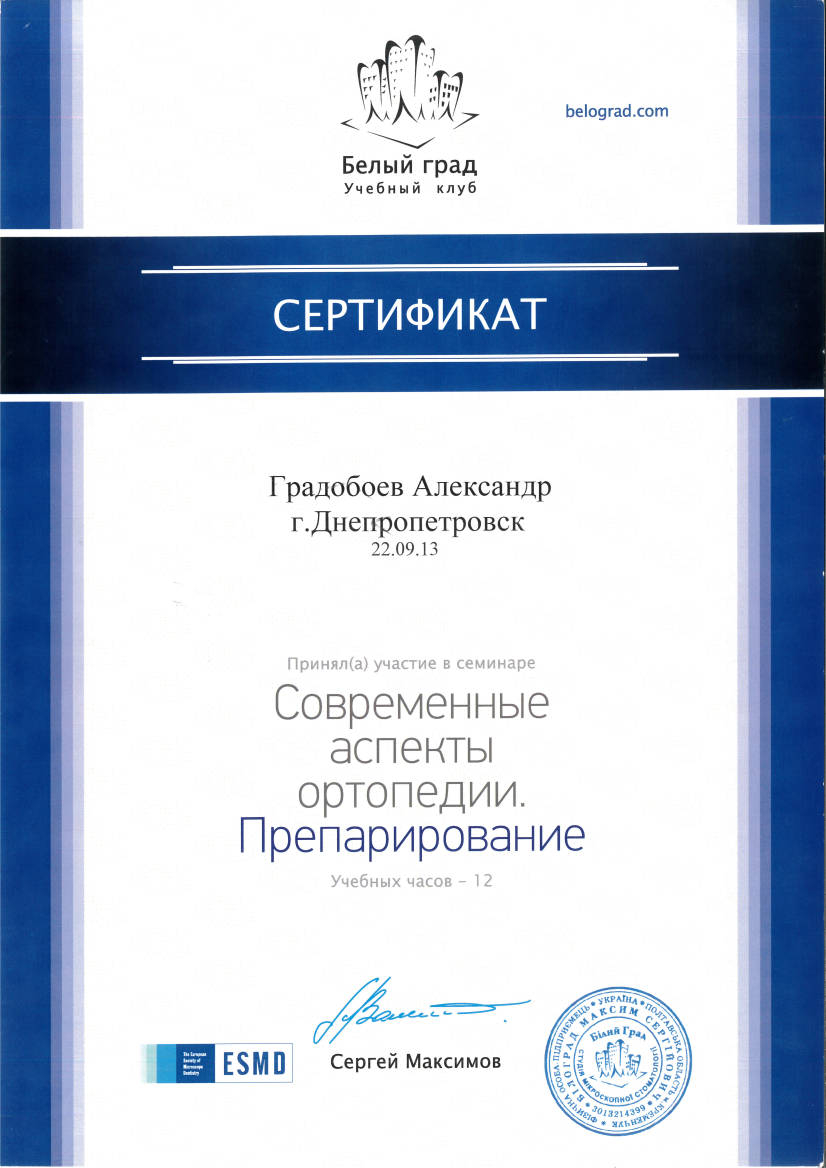 belograd.com
Белый град
Учебный клуб
СЕРТИФИКАТ
Градобоев Александр
г.Днепропетровск
22.09.13
Принял(а) участие в семинаре
Современные
аспекты
ортопедии.
Препарирование
Учебных часов – 12
The European
Society of
Microscope
Dentistry
ESMD
Сергей Максимов
ФІЗИЧНА ОСОБА-ПІДПРИЄМЕЦЬ * УКРАЇНА * ПОЛТАВСЬКА ОБЛАСТЬ м КРЕМЕНЧУК *
БІЛОГРАД МАКСИМ СЕРГІЙОВИЧ
* 3013214399 *
Білий Град
СТУДІЯ МІКРОСКОПНОЇ СТОМАТОЛОГІЇ